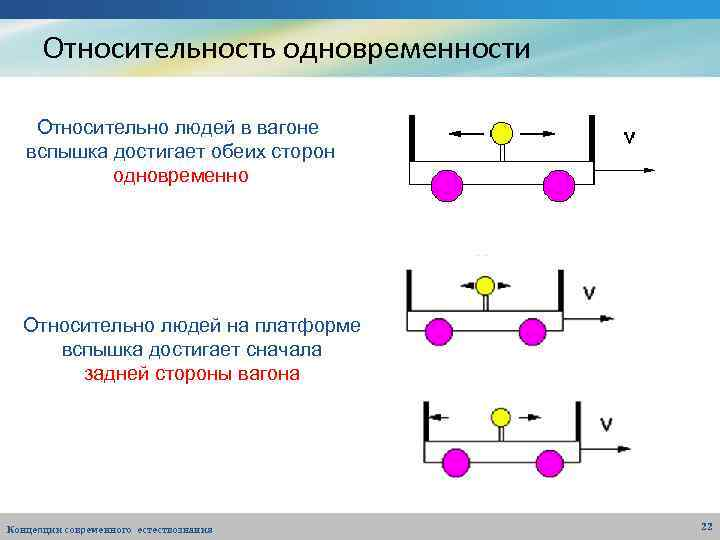 Относительность одновременности
Относительно людей в вагоне
вспышка достигает обеих сторон
одновременно
V
Относительно людей на платформе
вспышка достигает сначала
задней стороны вагона
V
V
Концепции современного естествознания
22